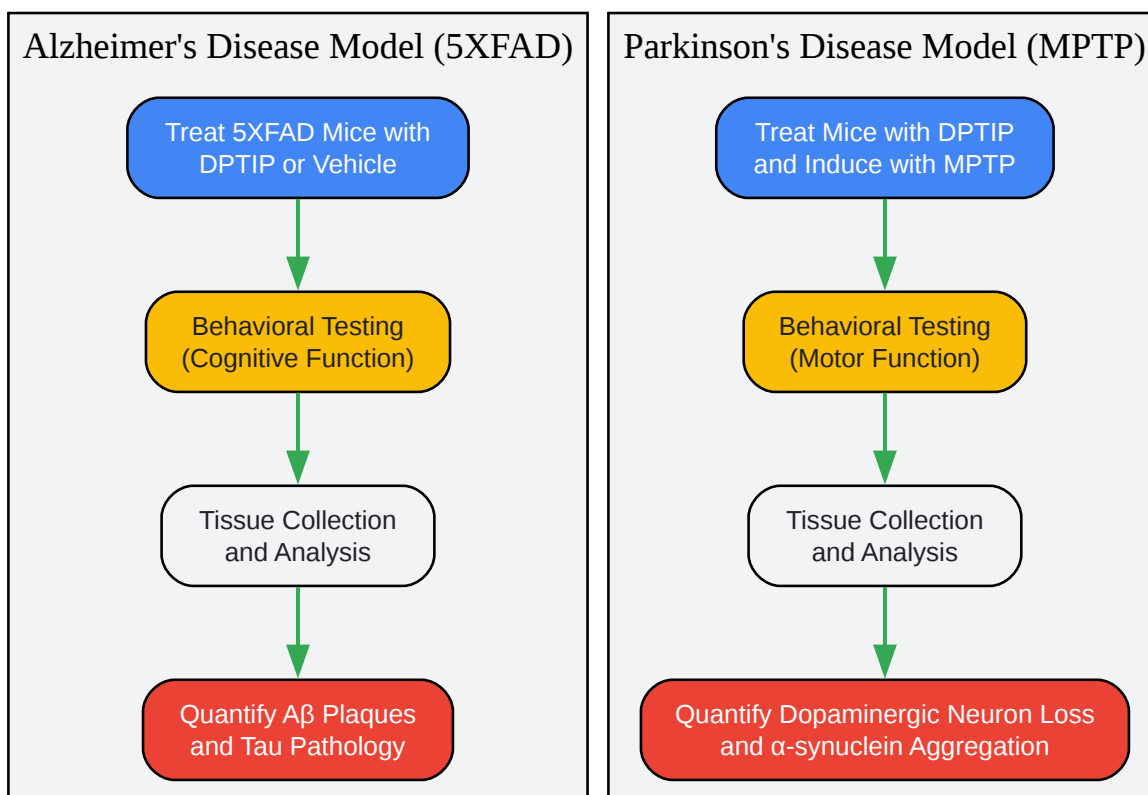 Alzheimer's Disease Model (5XFAD)
Treat 5XFAD Mice with
DPTIP or Vehicle
Behavioral Testing
(Cognitive Function)
Tissue Collection
and Analysis
Quantify Aβ Plaques
and Tau Pathology
Parkinson's Disease Model (MPTP)
Treat Mice with DPTIP
and Induce with MPTP
Behavioral Testing
(Motor Function)
Tissue Collection
and Analysis
Quantify Dopaminergic Neuron Loss
and α-synuclein Aggregation